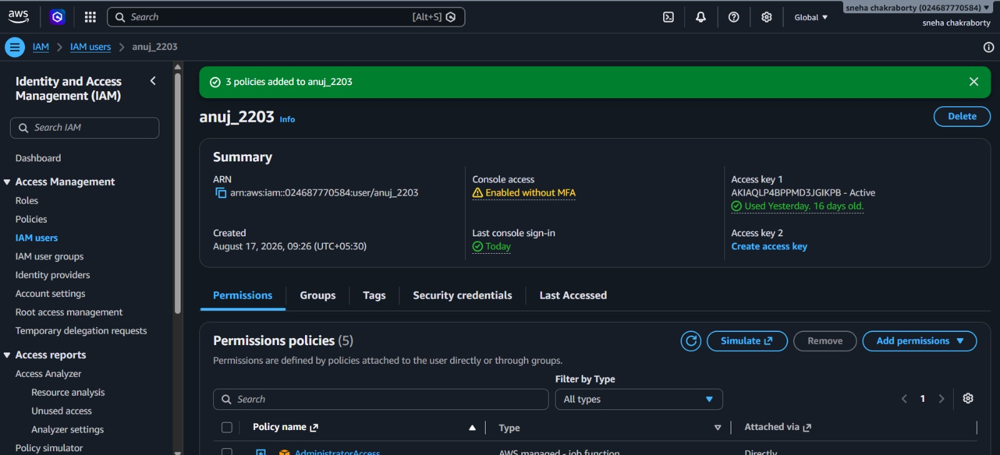 aws
Search [Alt+S]
Global
sneha chakraborty (024687770584)
sneha chakraborty
IAM
IAM users
anuj_2203
Identity and Access Management (IAM)
Search IAM
Dashboard
Access Management
Roles
Policies
IAM users
IAM user groups
Identity providers
Account settings
Root access management
Temporary delegation requests
Access reports
Access Analyzer
Resource analysis
Unused access
Analyzer settings
Policy simulator
3 policies added to anuj_2203
anuj_2203 Info
Delete
Summary
ARN
arn:aws:iam::024687770584:user/anuj_2203
Created
August 17, 2026, 09:26 (UTC+05:30)
Console access
Enabled without MFA
Last console sign-in
Today
Access key 1
AKIAQLP4BPPMD3JGIKPB - Active
Used Yesterday. 16 days old.
Access key 2
Create access key
Permissions
Groups
Tags
Security credentials
Last Accessed
Permissions policies (5)
Simulate
Remove
Add permissions
Permissions are defined by policies attached to the user directly or through groups.
Filter by Type
Search
All types
1
Policy name
Type
Attached via
AdministratorAccess
AWS managed - job function
Directly